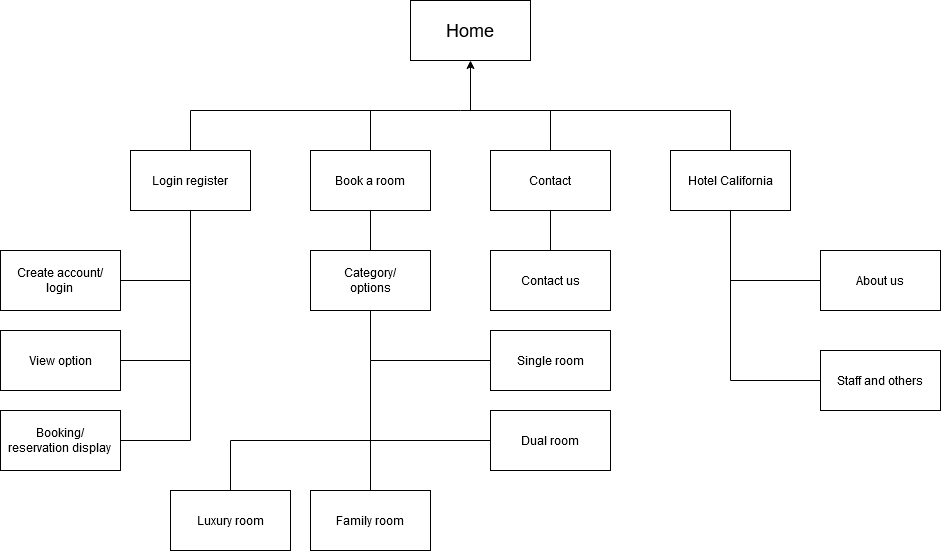 Home
Login register
Book a room
Contact
Hotel California
Create account/
login
Category/
options
Contact us
About us
View option
Single room
Staff and others
Booking/
reservation display
Dual room
Luxury room
Family room